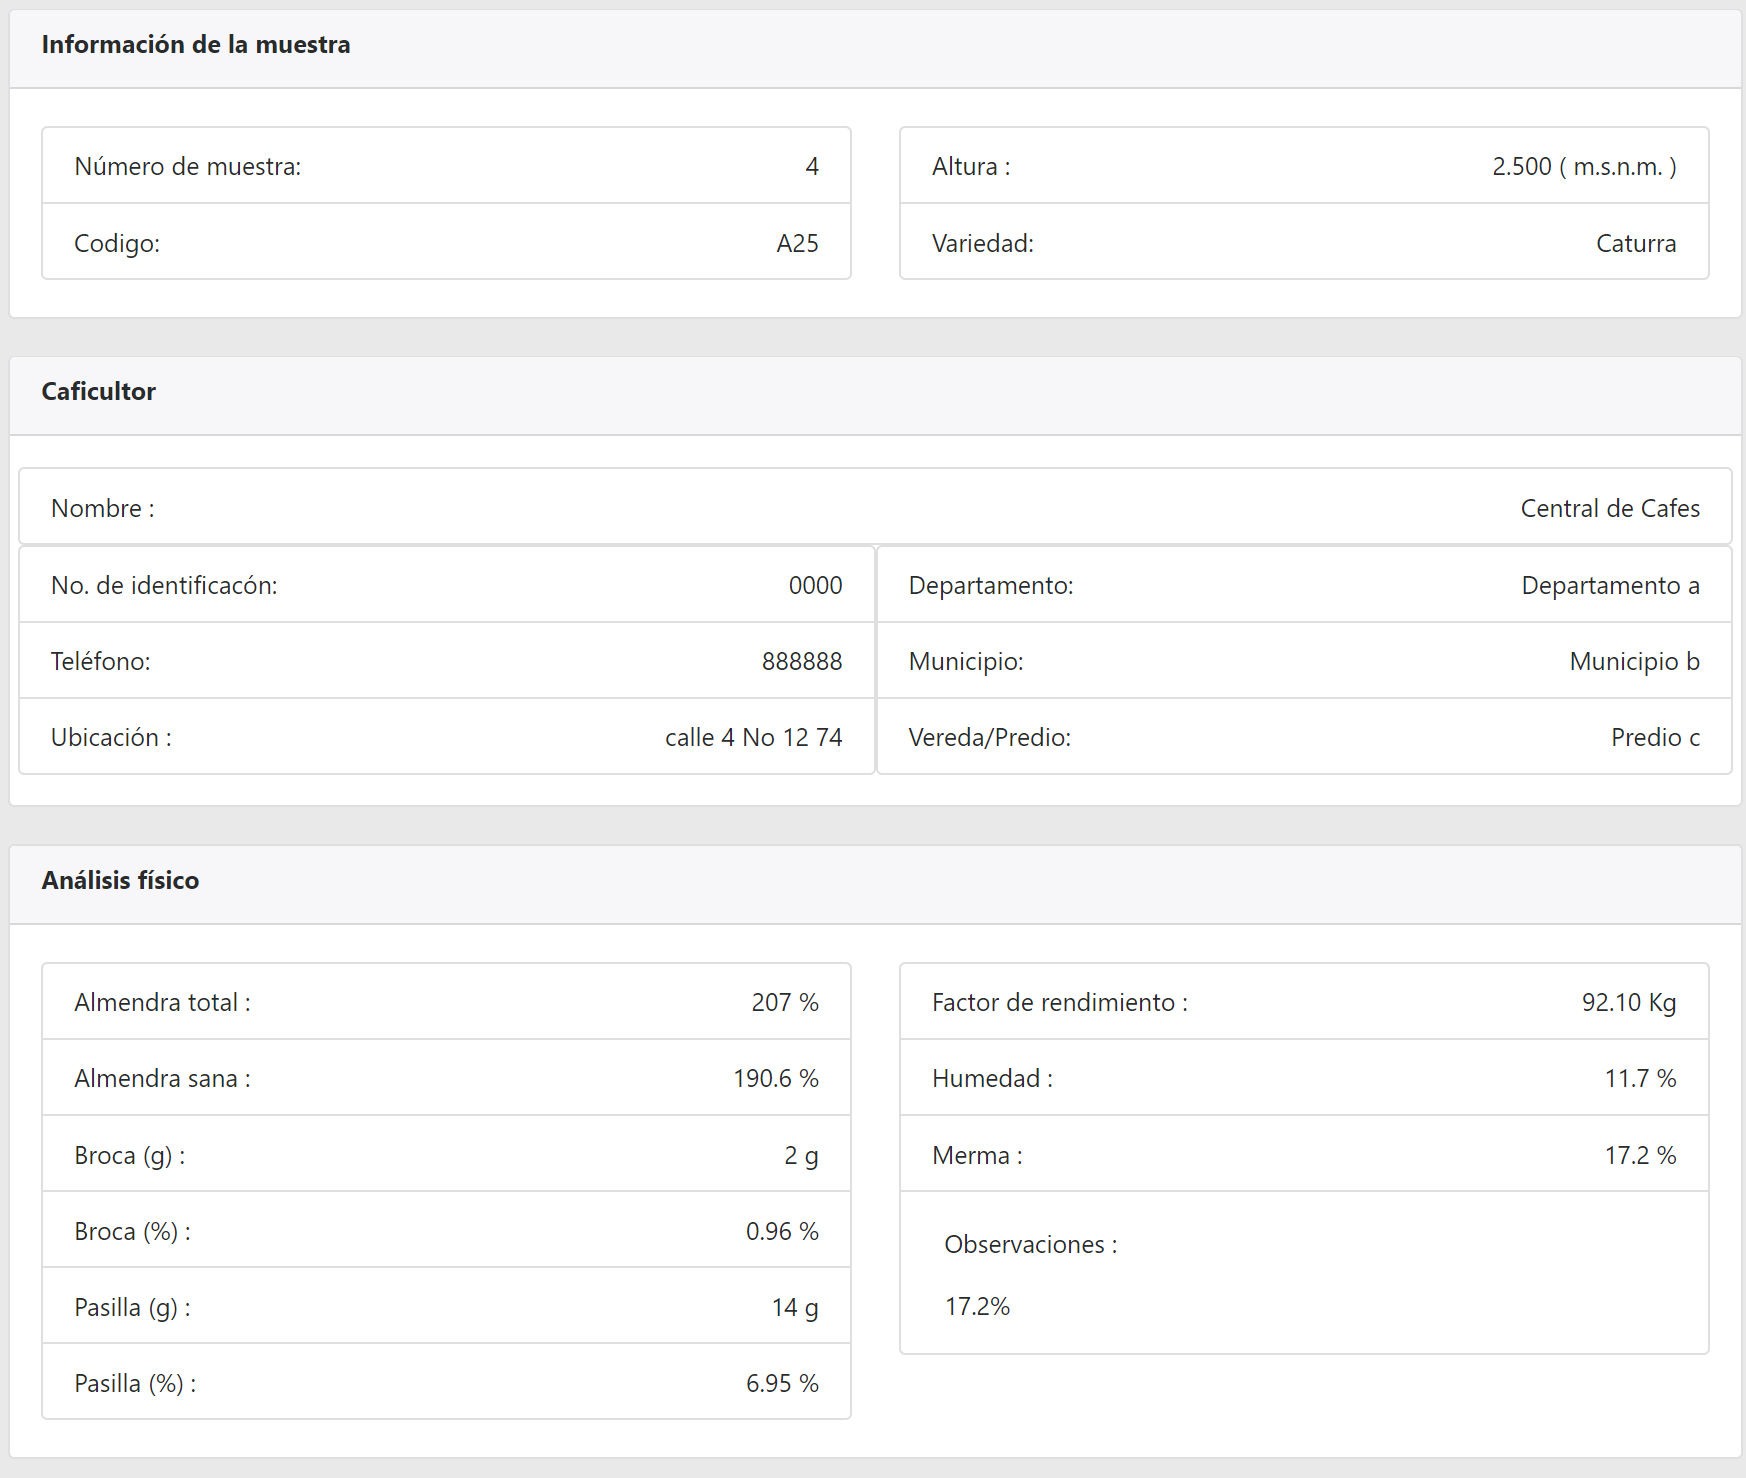 Información de la muestra
Número de muestra: 4
Codigo: A25
Altura : 2.500 ( m.s.n.m. )
Variedad: Caturra
Caficultor
Nombre : Central de Cafes
No. de identificacón: 0000
Teléfono: 888888
Ubicación : calle 4 No 12 74
Departamento: Departamento a
Municipio: Municipio b
Vereda/Predio: Predio c
Análisis físico
Almendra total : 207 %
Almendra sana : 190.6 %
Broca (g) : 2 g
Broca (%) : 0.96 %
Pasilla (g) : 14 g
Pasilla (%) : 6.95 %
Factor de rendimiento : 92.10 Kg
Humedad : 11.7 %
Merma : 17.2 %
Observaciones :
17.2%